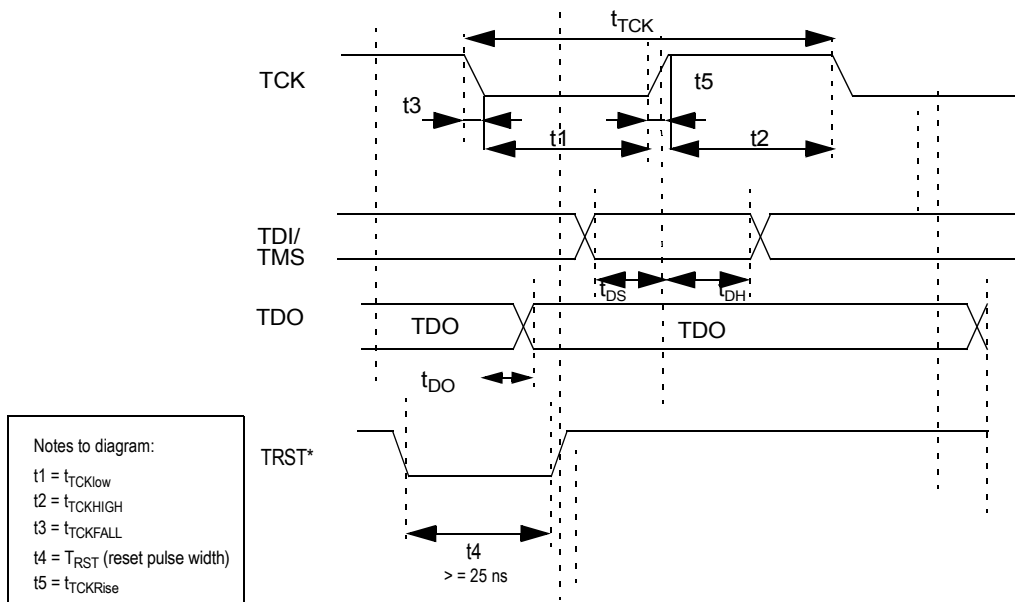 tTCK
TCK
t3
t5
t1
t2
TDI/
TMS
tDS
tDH
TDO
TDO
TDO
tDO
TRST*
t4
> = 25 ns
Notes to diagram:
t1 = tTCKlow
t2 = tTCKHIGH
t3 = tTCKFALL
t4 = TRST (reset pulse width)
t5 = tTCKRise